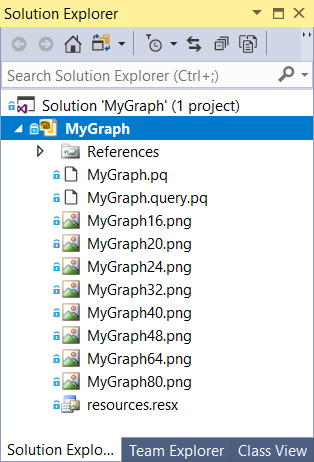 Solution Explorer
Search Solution Explorer (Ctrl+;)
Solution 'MyGraph' (1 project)
MyGraph
References
MyGraph.pq
MyGraph.query.pq
MyGraph16.png
MyGraph20.png
MyGraph24.png
MyGraph32.png
MyGraph40.png
MyGraph48.png
MyGraph64.png
MyGraph80.png
resources.resx
Solution Explo... Team Explorer Class View